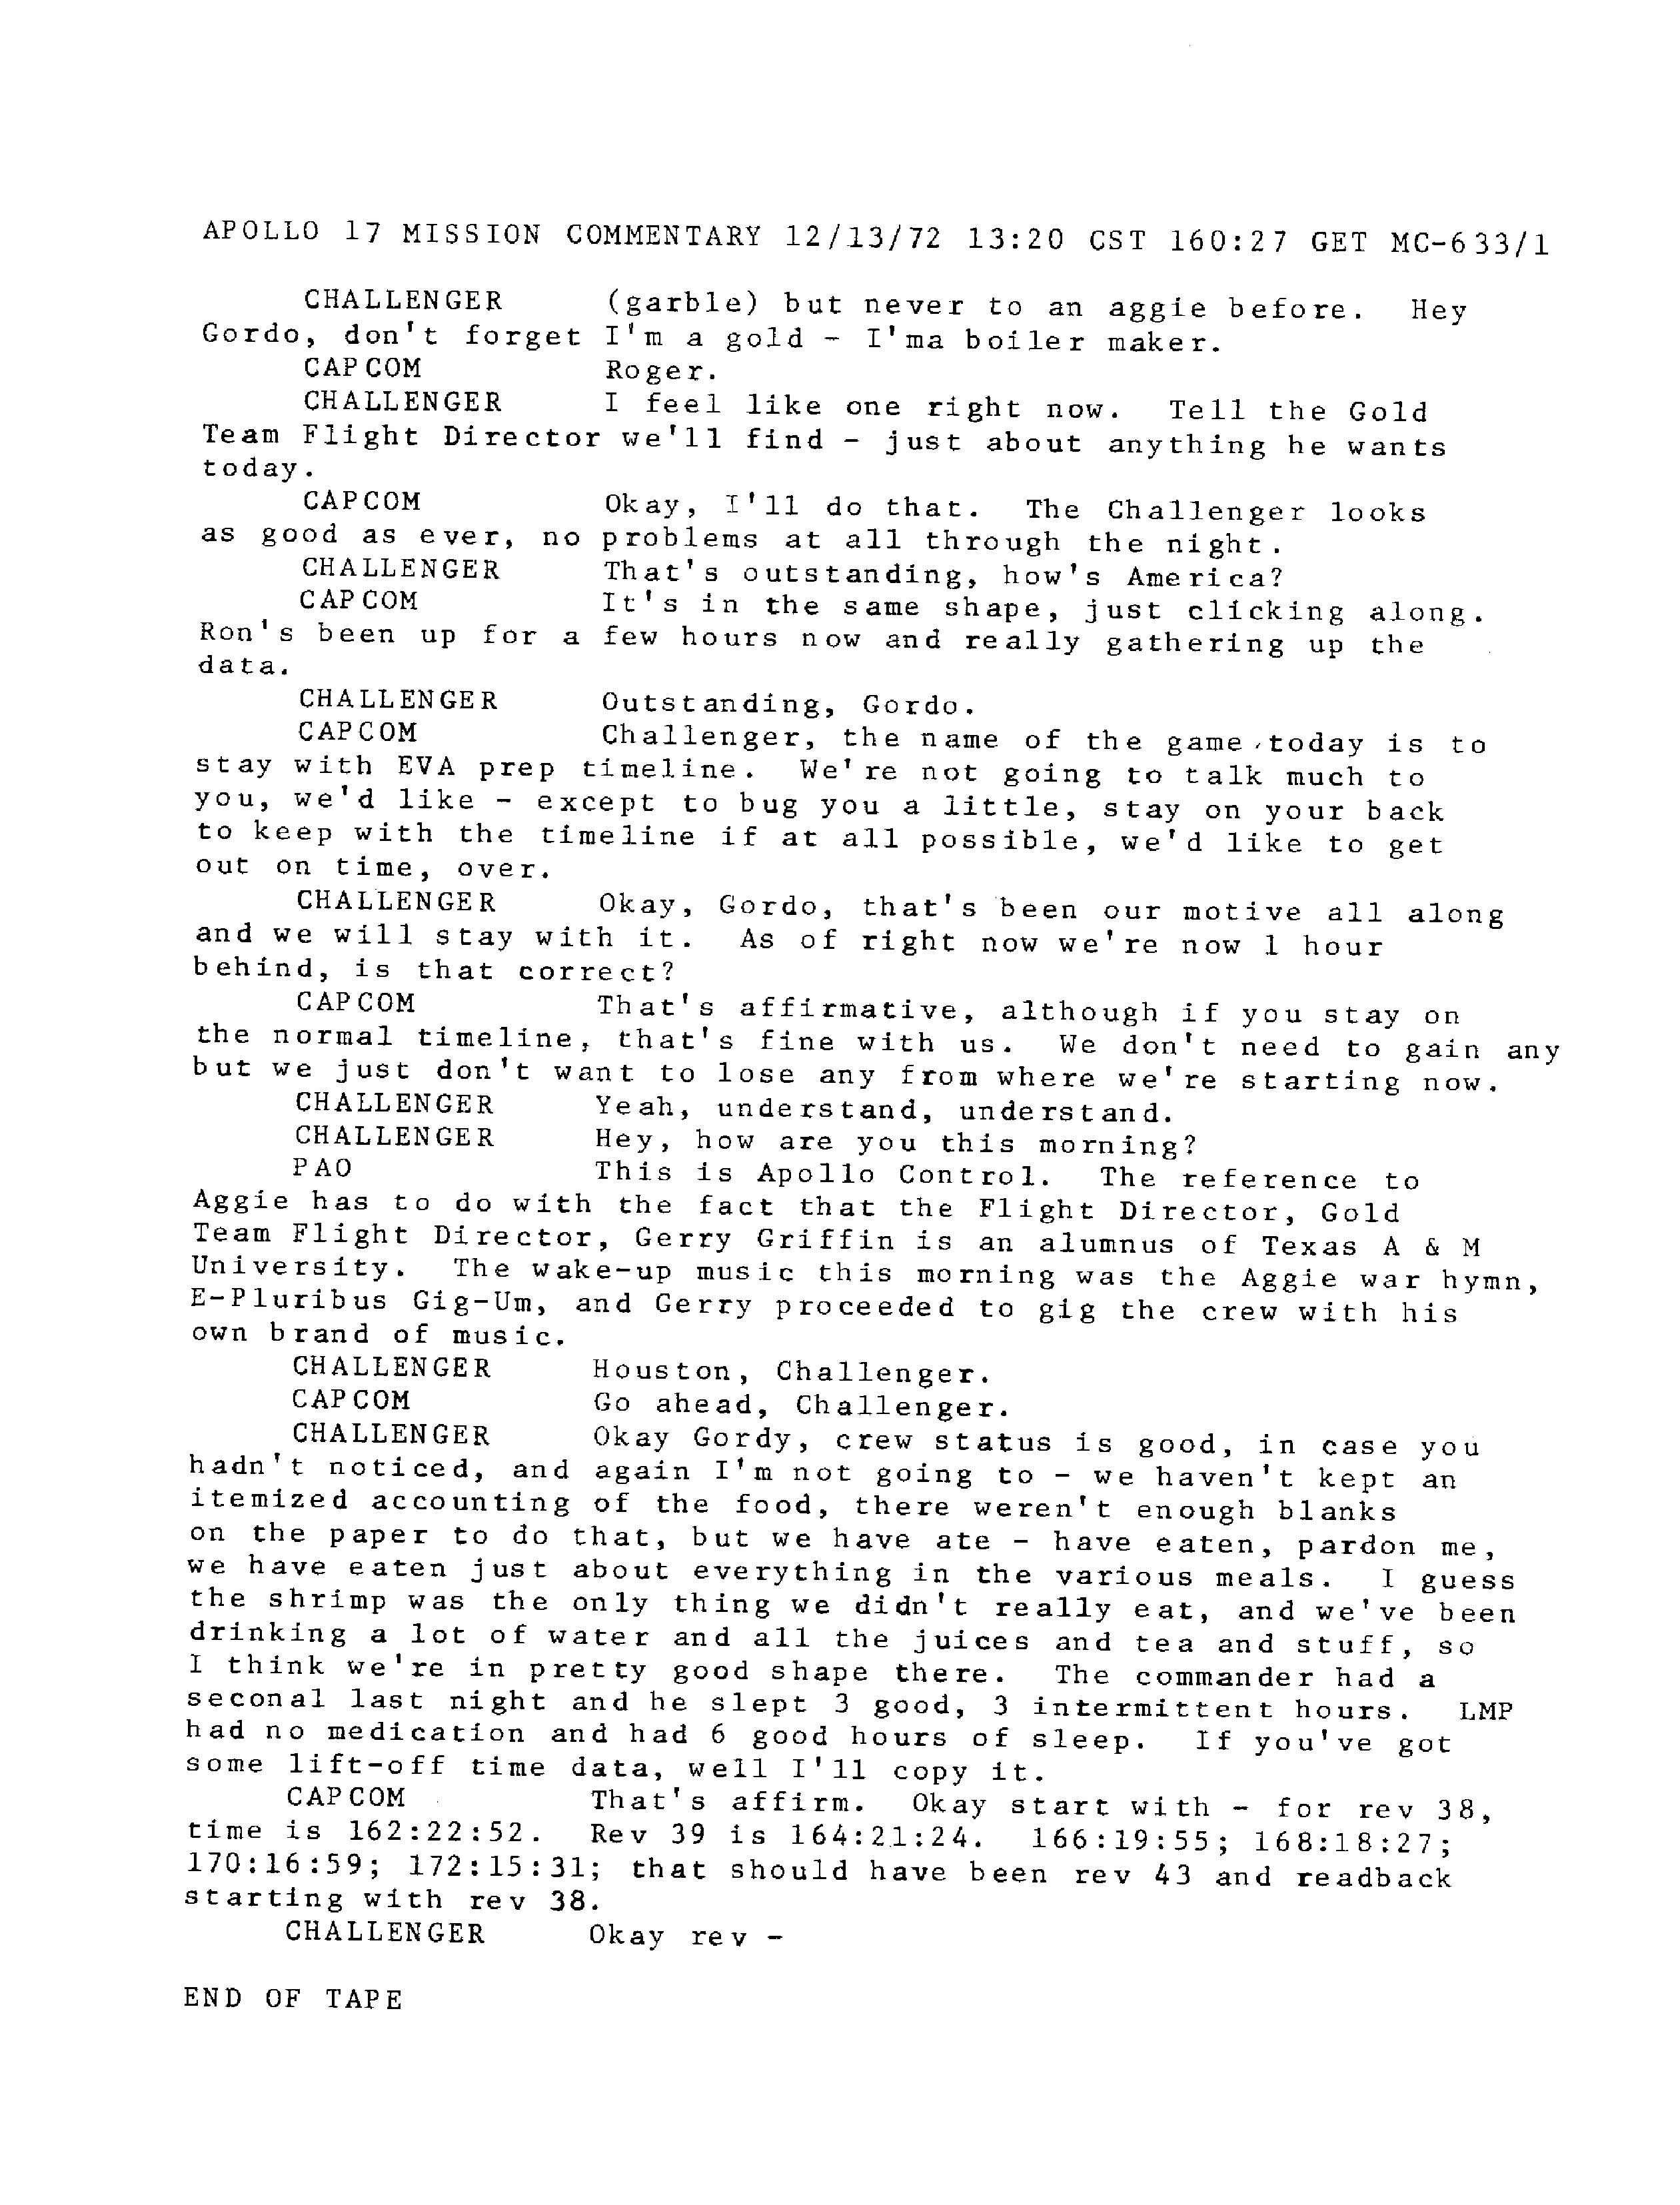 APOLLO 17 MISSION COMMENTARY 12/13/72 13:20 CST 160:27 GET MC-633/1
CHALLENGER (garble) but never to an aggie before. Hey
Gordo, don't forget I'm a gold - I'ma boiler maker.
CAPCOM Roger.
CHALLENGER I feel like one right now. Tell the Gold
Team Flight Director we'll find - just about anything he wants
today.
CAPCOM Okay, I'll do that. The Challenger looks
as good as ever, no problems at all through the night.
CHALLENGER That's outstanding, how's America?
CAPCOM It's in the same shape, just clicking along.
Ron's been up for a few hours now and really gathering up the
data.
CHALLENGER Outstanding, Gordo.
CAPCOM Challenger, the name of the game today is to
stay with EVA prep timeline. We're not going to talk much to
you, we'd like - except to bug you a little, stay on your back
to keep with the timeline if at all possible, we'd like to get
out on time, over.
CHALLENGER Okay, Gordo, that's been our motive all along
and we will stay with it. As of right now we're now 1 hour
behind, is that correct?
CAPCOM That's affirmative, although if you stay on
the normal timeline, that's fine with us. We don't need to gain any
but we just don't want to lose any from where we're starting now.
CHALLENGER Yeah, understand, understand.
CHALLENGER Hey, how are you this morning?
PAO This is Apollo Control. The reference to
Aggie has to do with the fact that the Flight Director, Gold
Team Flight Director, Gerry Griffin is an alumnus of Texas A & M
University. The wake-up music this morning was the Aggie war hymn,
E-Pluribus Gig-Um, and Gerry proceeded to gig the crew with his
own brand of music.
CHALLENGER Houston, Challenger.
CAPCOM Go ahead, Challenger.
CHALLENGER Okay Gordy, crew status is good, in case you
hadn't noticed, and again I'm not going to - we haven't kept an
itemized accounting of the food, there weren't enough blanks
on the paper to do that, but we have ate - have eaten, pardon me,
we have eaten just about everything in the various meals. I guess
the shrimp was the only thing we didn't really eat, and we've been
drinking a lot of water and all the juices and tea and stuff, so
I think we're in pretty good shape there. The commander had a
seconal last night and he slept 3 good, 3 intermittent hours. LMP
had no medication and had 6 good hours of sleep. If you've got
some lift-off time data, well I'll copy it.
CAPCOM That's affirm. Okay start with - for rev 38,
time is 162:22:52. Rev 39 is 164:21:24. 166:19:55; 168:18:27;
170:16:59; 172:15:31; that should have been rev 43 and readback
starting with rev 38.
CHALLENGER Okay rev -
END OF TAPE